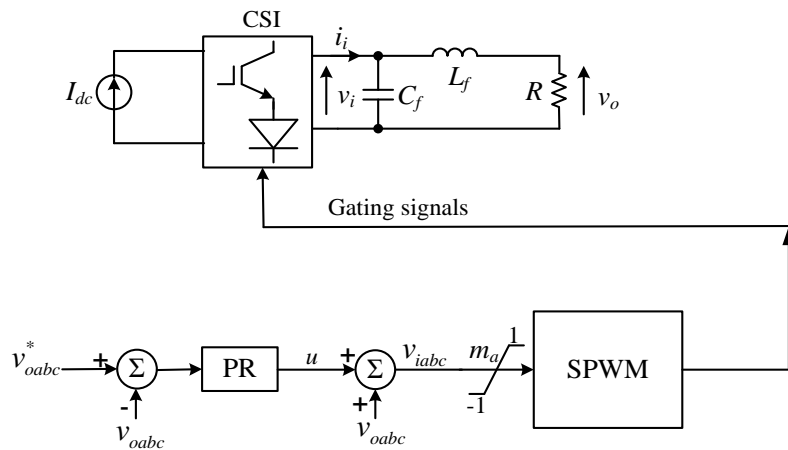 CSI
I_dc
i_i
v_i
C_f
L_f
R
v_o
Gating signals
v*_oabc
+
Σ
-
v_oabc
PR
u
+
Σ
+
v_oabc
v_iabc
m_a
1
-1
SPWM